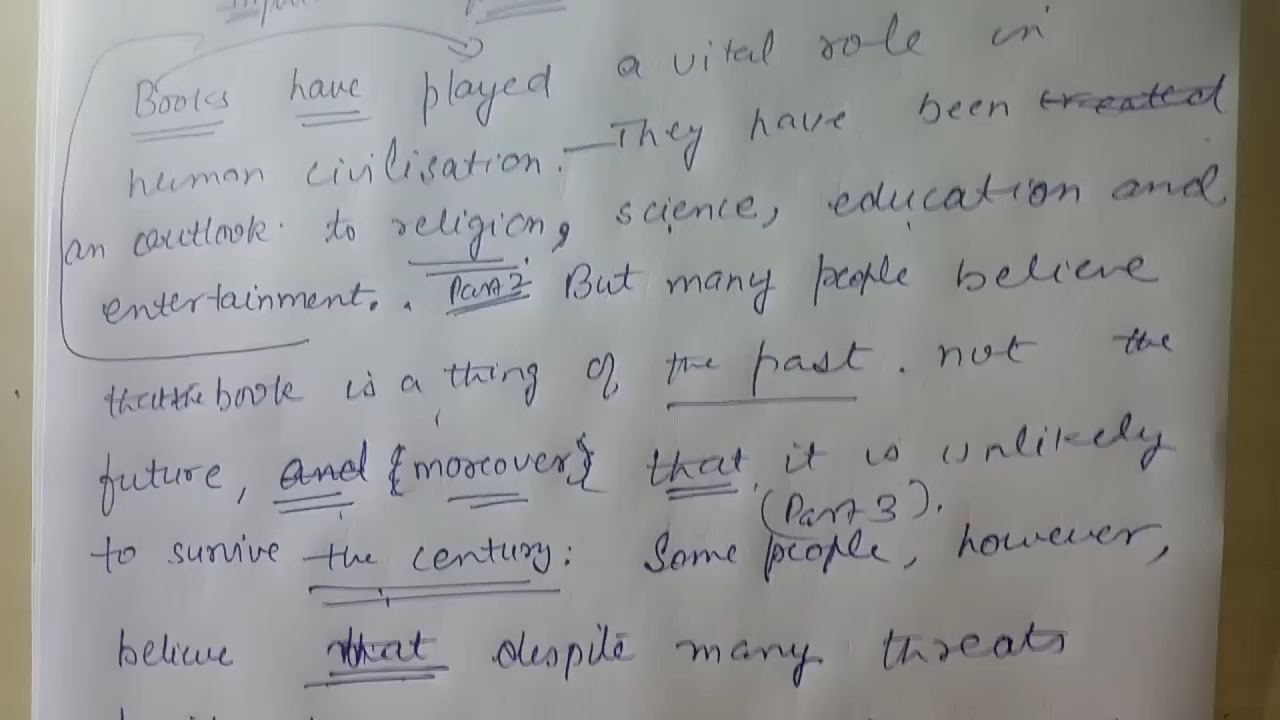 Books have played a vital role in
human civilisation. They have been treated
an outlook to religion, science, education and
entertainment. Part 2 But many people believe
that the book is a thing of the past. not the
future, and {moreover} that it is unlikely
(Part 3).
to survive the century: Some people, however,
believe that despite many threats